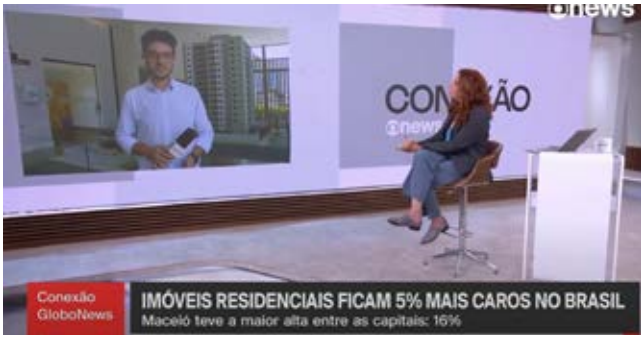 news
CONEXÃO
news
Conexão
GloboNews
IMÓVEIS RESIDENCIAIS FICAM 5% MAIS CAROS NO BRASIL
Maceió teve a maior alta entre as capitais: 16%